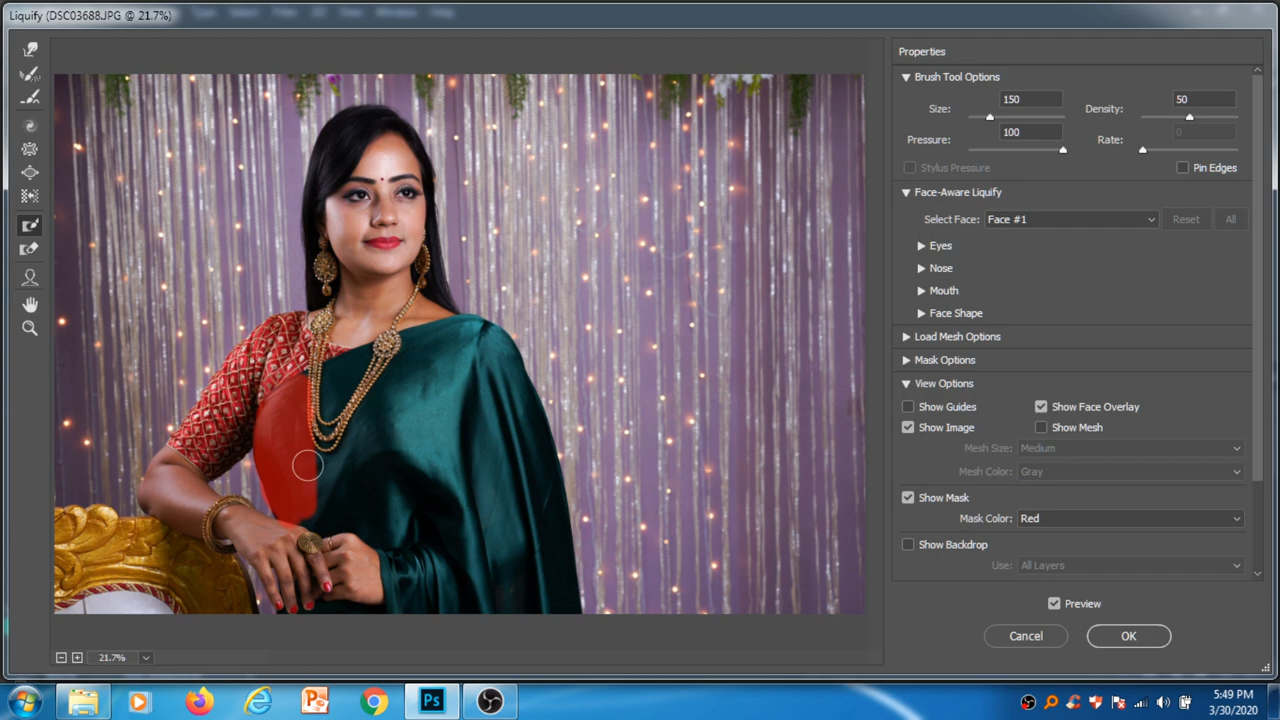 Liquify (DSC03688.JPG @ 21.7%)
Properties
Brush Tool Options
Size: 150 Density: 50
Pressure: 100 Rate: 0
Stylus Pressure Pin Edges
Face-Aware Liquify
Select Face: Face #1 Reset All
Eyes
Nose
Mouth
Face Shape
Load Mesh Options
Mask Options
View Options
Show Guides Show Face Overlay
Show Image Show Mesh
Mesh Size: Medium
Mesh Color: Gray
Show Mask
Mask Color: Red
Show Backdrop
Use: All Layers
Preview
Cancel OK
21.7%
Ps
5:49 PM
3/30/2020